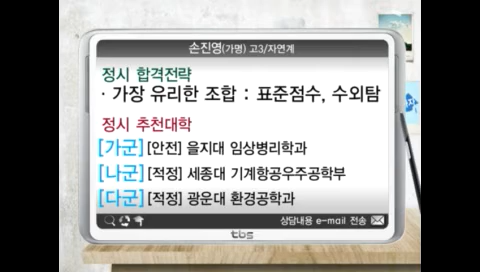 손진영(가명) 고3/자연계
정시 합격전략
· 가장 유리한 조합 : 표준점수, 수외탐
정시 추천대학
[가군] [안전] 을지대 임상병리학과
[나군] [적정] 세종대 기계항공우주공학부
[다군] [적정] 광운대 환경공학과
상담내용 e-mail 전송
tbs